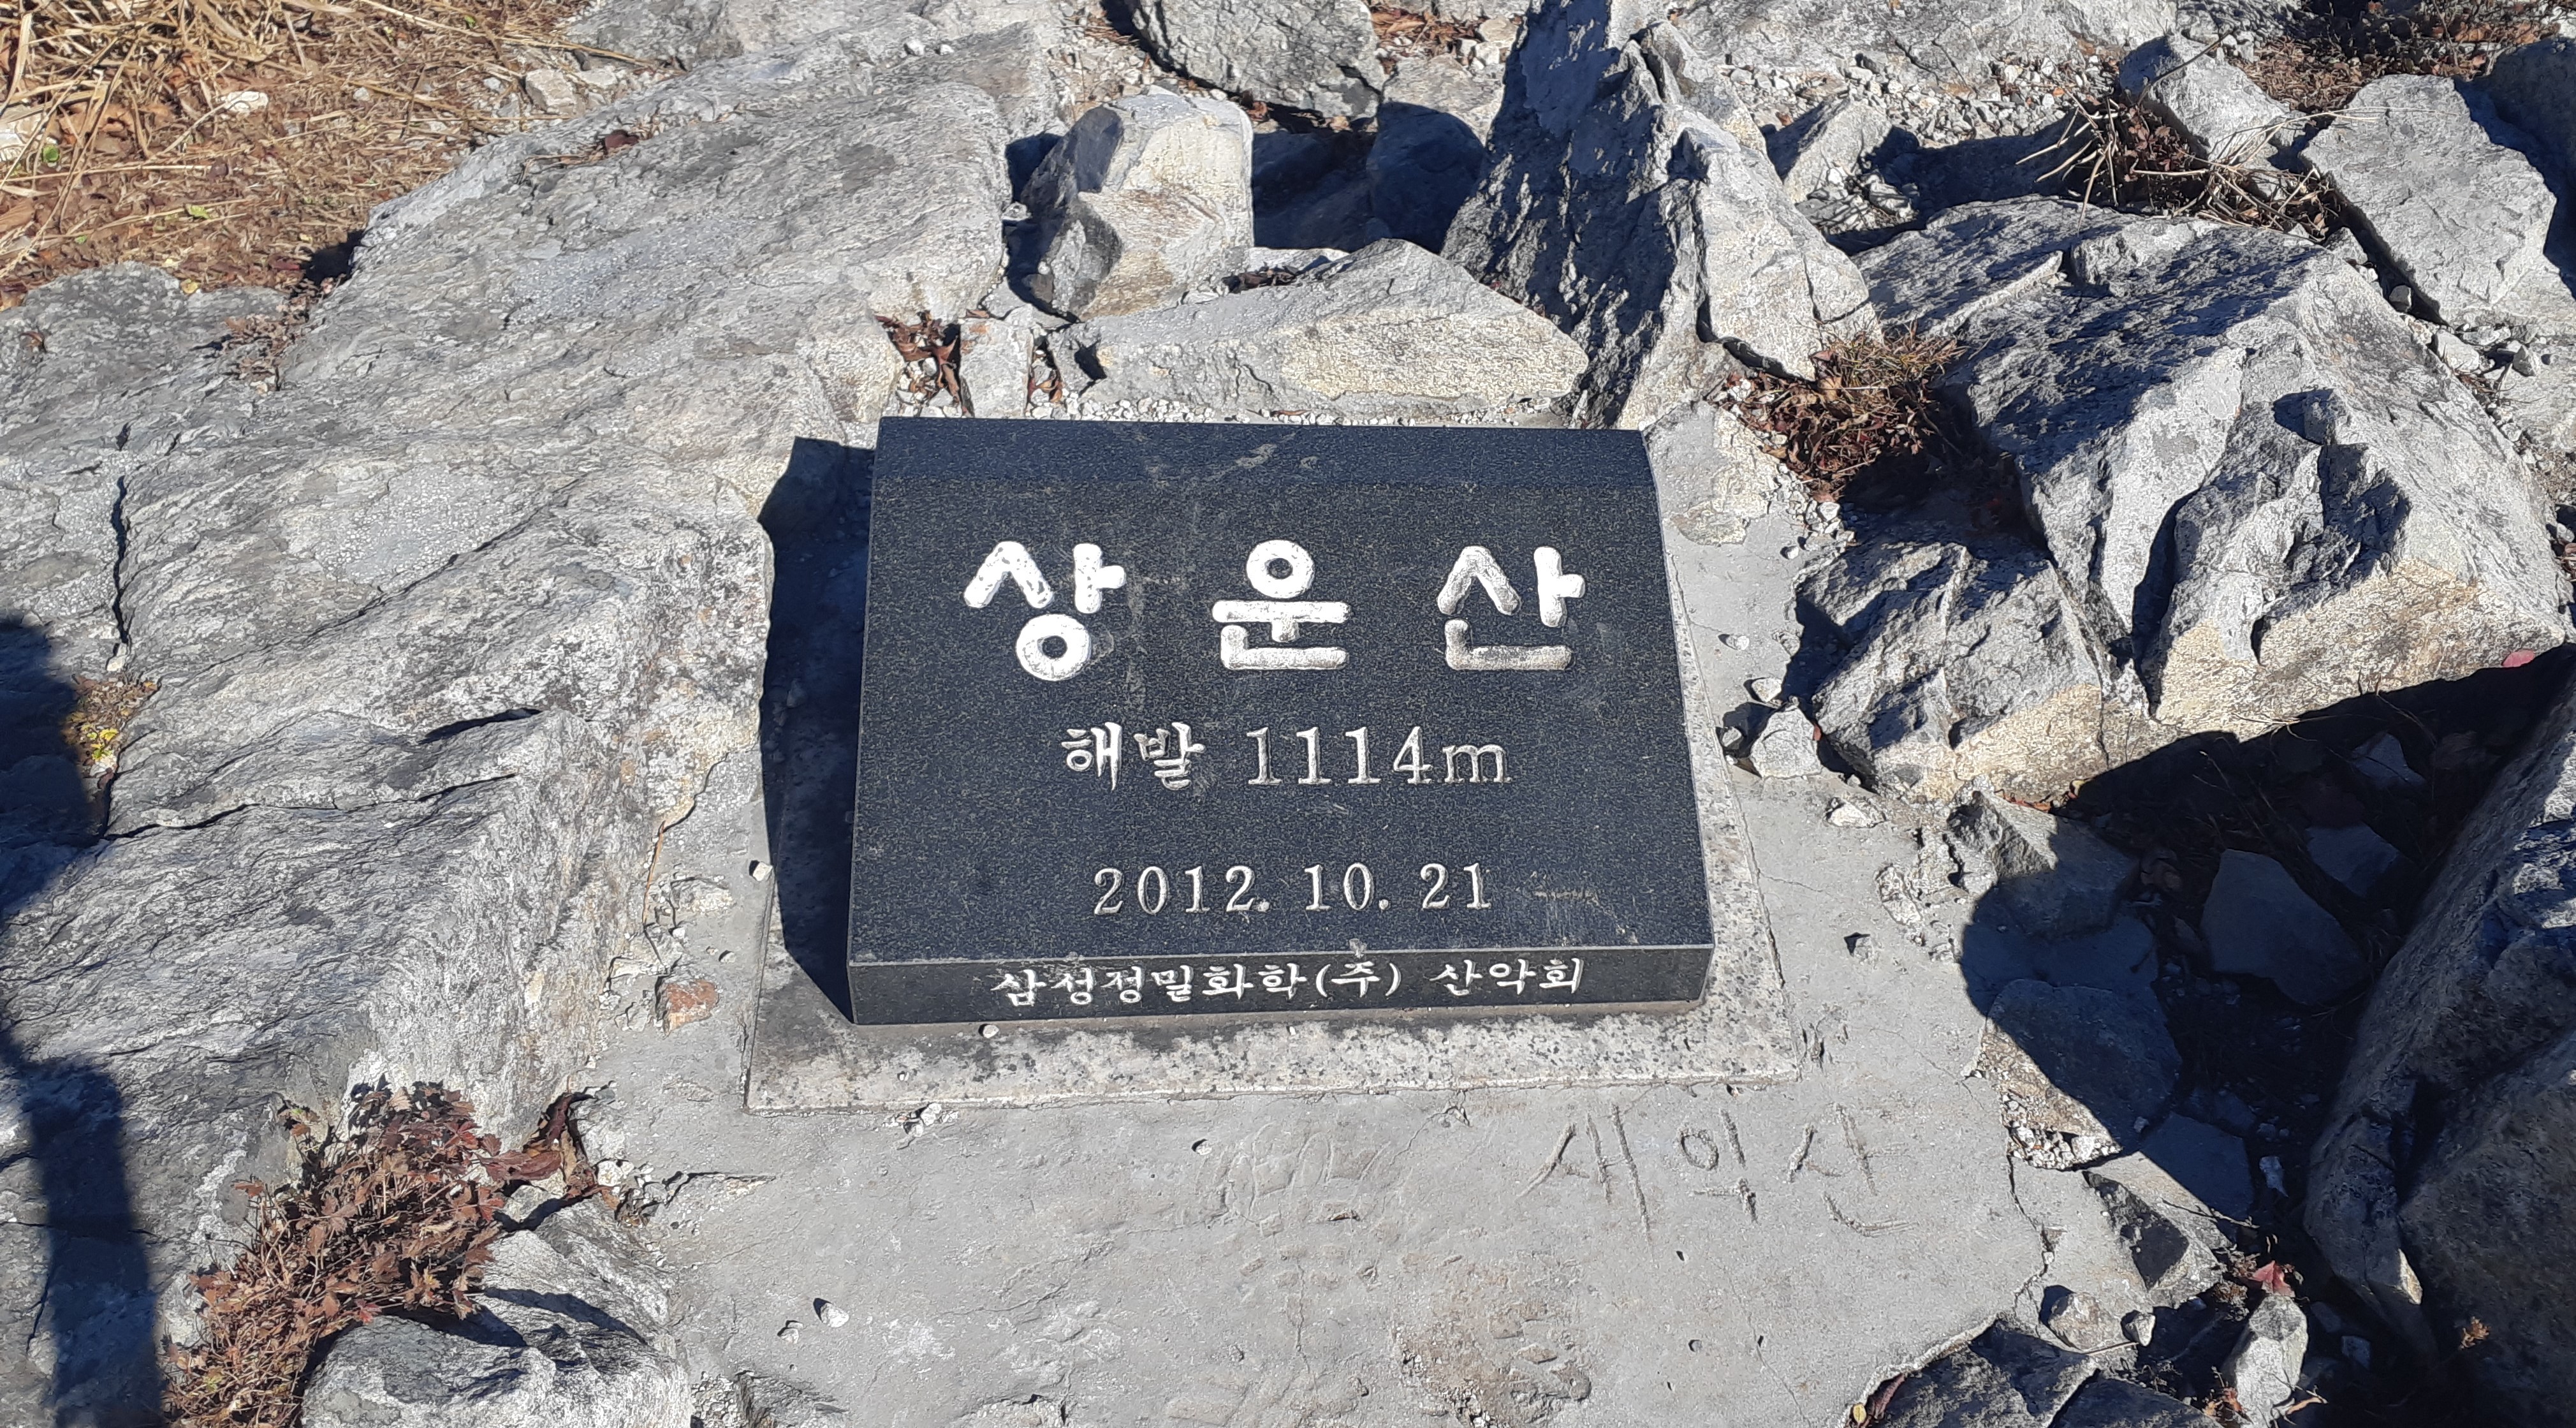 상운산
해발 1114m
2012. 10. 21
삼성정밀화학(주) 산악회
새억산